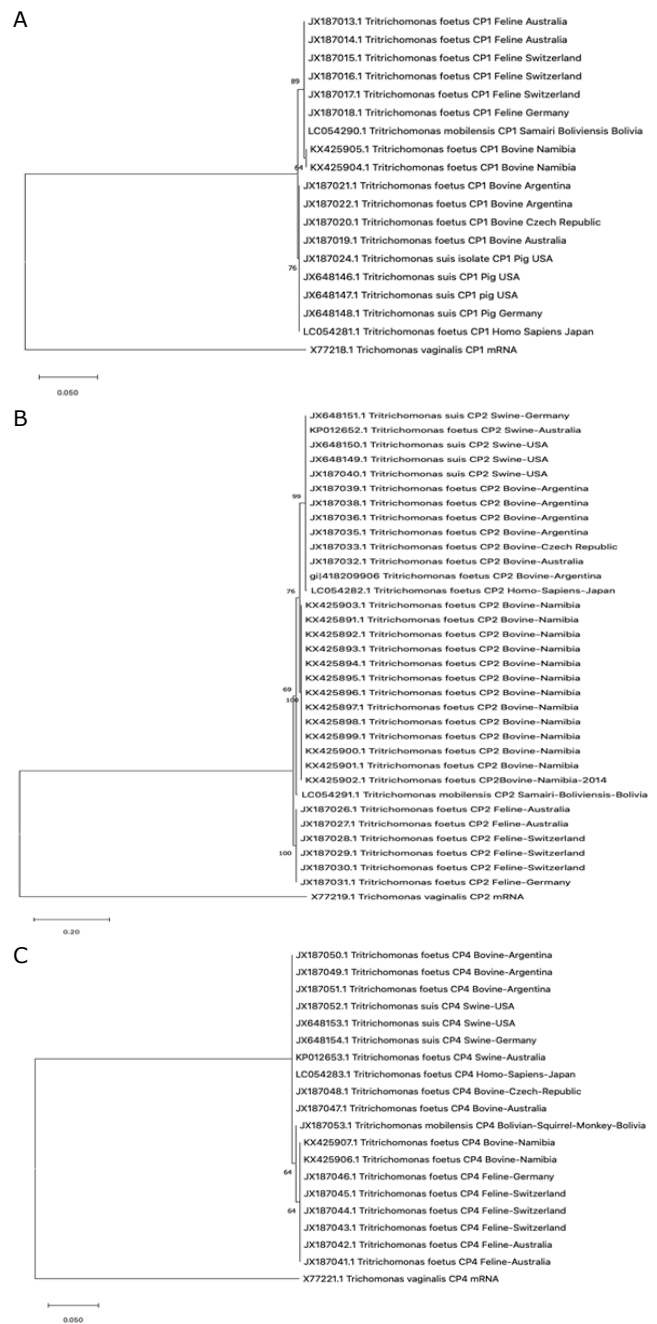 A
JX187013.1 Tritrichomonas foetus CP1 Feline Australia
JX187014.1 Tritrichomonas foetus CP1 Feline Australia
JX187015.1 Tritrichomonas foetus CP1 Feline Switzerland
JX187016.1 Tritrichomonas foetus CP1 Feline Switzerland
89
JX187017.1 Tritrichomonas foetus CP1 Feline Switzerland
JX187018.1 Tritrichomonas foetus CP1 Feline Germany
LC054290.1 Tritrichomonas mobilensis CP1 Samairi Boliviensis Bolivia
KX425905.1 Tritrichomonas foetus CP1 Bovine Namibia
64
KX425904.1 Tritrichomonas foetus CP1 Bovine Namibia
JX187021.1 Tritrichomonas foetus CP1 Bovine Argentina
JX187022.1 Tritrichomonas foetus CP1 Bovine Argentina
JX187020.1 Tritrichomonas foetus CP1 Bovine Czech Republic
JX187019.1 Tritrichomonas foetus CP1 Bovine Australia
JX187024.1 Tritrichomonas suis isolate CP1 Pig USA
76
JX648146.1 Tritrichomonas suis CP1 Pig USA
JX648147.1 Tritrichomonas suis CP1 pig USA
JX648148.1 Tritrichomonas suis CP1 Pig Germany
LC054281.1 Tritrichomonas foetus CP1 Homo Sapiens Japan
X77218.1 Trichomonas vaginalis CP1 mRNA
0.050
B
JX648151.1 Tritrichomonas suis CP2 Swine-Germany
KP012652.1 Tritrichomonas foetus CP2 Swine-Australia
JX648150.1 Tritrichomonas suis CP2 Swine-USA
JX648149.1 Tritrichomonas suis CP2 Swine-USA
JX187040.1 Tritrichomonas suis CP2 Swine-USA
JX187039.1 Tritrichomonas foetus CP2 Bovine-Argentina
99
JX187038.1 Tritrichomonas foetus CP2 Bovine-Argentina
JX187036.1 Tritrichomonas foetus CP2 Bovine-Argentina
JX187035.1 Tritrichomonas foetus CP2 Bovine-Argentina
JX187033.1 Tritrichomonas foetus CP2 Bovine-Czech Republic
JX187032.1 Tritrichomonas foetus CP2 Bovine-Australia
gi|418209906 Tritrichomonas foetus CP2 Bovine-Argentina
76
LC054282.1 Tritrichomonas foetus CP2 Homo-Sapiens-Japan
KX425903.1 Tritrichomonas foetus CP2 Bovine-Namibia
KX425891.1 Tritrichomonas foetus CP2 Bovine-Namibia
KX425892.1 Tritrichomonas foetus CP2 Bovine-Namibia
KX425893.1 Tritrichomonas foetus CP2 Bovine-Namibia
KX425894.1 Tritrichomonas foetus CP2 Bovine-Namibia
KX425895.1 Tritrichomonas foetus CP2 Bovine-Namibia
69
KX425896.1 Tritrichomonas foetus CP2 Bovine-Namibia
100
KX425897.1 Tritrichomonas foetus CP2 Bovine-Namibia
KX425898.1 Tritrichomonas foetus CP2 Bovine-Namibia
KX425899.1 Tritrichomonas foetus CP2 Bovine-Namibia
KX425900.1 Tritrichomonas foetus CP2 Bovine-Namibia
KX425901.1 Tritrichomonas foetus CP2 Bovine-Namibia
KX425902.1 Tritrichomonas foetus CP2Bovine-Namibia-2014
LC054291.1 Tritrichomonas mobilensis CP2 Samairi-Boliviensis-Bolivia
JX187026.1 Tritrichomonas foetus CP2 Feline-Australia
JX187027.1 Tritrichomonas foetus CP2 Feline-Australia
JX187028.1 Tritrichomonas foetus CP2 Feline-Switzerland
100
JX187029.1 Tritrichomonas foetus CP2 Feline-Switzerland
JX187030.1 Tritrichomonas foetus CP2 Feline-Switzerland
JX187031.1 Tritrichomonas foetus CP2 Feline-Germany
X77219.1 Trichomonas vaginalis CP2 mRNA
0.20
C
JX187050.1 Tritrichomonas foetus CP4 Bovine-Argentina
JX187049.1 Tritrichomonas foetus CP4 Bovine-Argentina
JX187051.1 Tritrichomonas foetus CP4 Bovine-Argentina
JX187052.1 Tritrichomonas suis CP4 Swine-USA
JX648153.1 Tritrichomonas suis CP4 Swine-USA
JX648154.1 Tritrichomonas suis CP4 Swine-Germany
KP012653.1 Tritrichomonas foetus CP4 Swine-Australia
LC054283.1 Tritrichomonas foetus CP4 Homo-Sapiens-Japan
JX187048.1 Tritrichomonas foetus CP4 Bovine-Czech-Republic
JX187047.1 Tritrichomonas foetus CP4 Bovine-Australia
JX187053.1 Tritrichomonas mobilensis CP4 Bolivian-Squirrel-Monkey-Bolivia
KX425907.1 Tritrichomonas foetus CP4 Bovine-Namibia
KX425906.1 Tritrichomonas foetus CP4 Bovine-Namibia
64
JX187046.1 Tritrichomonas foetus CP4 Feline-Germany
JX187045.1 Tritrichomonas foetus CP4 Feline-Switzerland
64
JX187044.1 Tritrichomonas foetus CP4 Feline-Switzerland
JX187043.1 Tritrichomonas foetus CP4 Feline-Switzerland
JX187042.1 Tritrichomonas foetus CP4 Feline-Australia
JX187041.1 Tritrichomonas foetus CP4 Feline-Australia
X77221.1 Trichomonas vaginalis CP4 mRNA
0.050